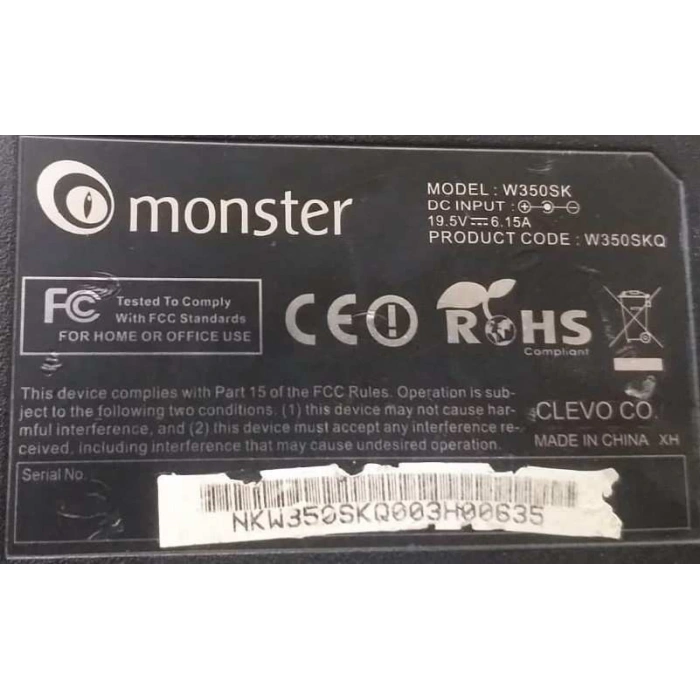 monster
MODEL : W350SK
DC INPUT :
19.5V 6.15A
PRODUCT CODE : W350SKQ
FC Tested To Comply
With FCC Standards
FOR HOME OR OFFICE USE
CE
RoHS
Compliant
This device complies with Part 15 of the FCC Rules. Operation is sub-
ject to the following two conditions. (1) this device may not cause har-
mful interference, and (2) this device must accept any interference re-
ceived, including interference that may cause undesired operation.
CLEVO CO.
MADE IN CHINA XH
Serial No.
NKW350SKQ003H00635